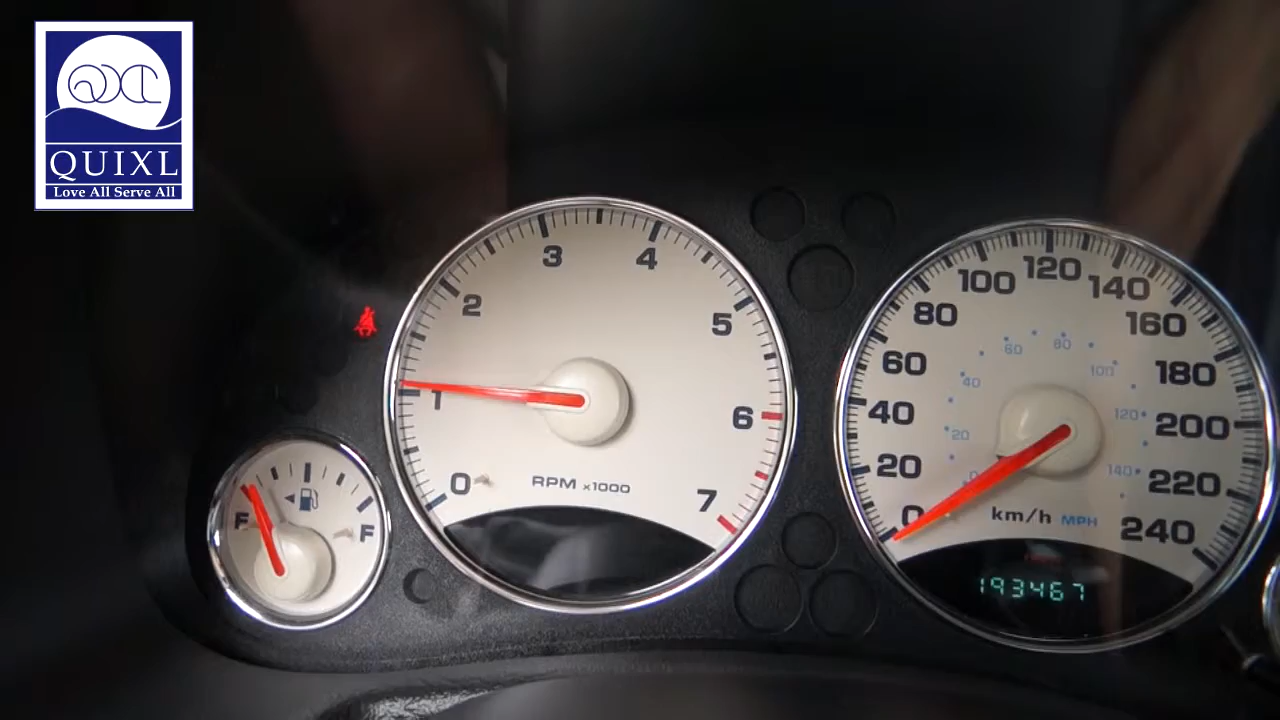 QUIXL
Love All Serve All
0 1 2 3 4 5 6 7
RPM x1000
F F
0 20 40 60 80 100 120 140 160 180 200 220 240
0 20 40 60 80 100 120 140
km/h MPH
193467